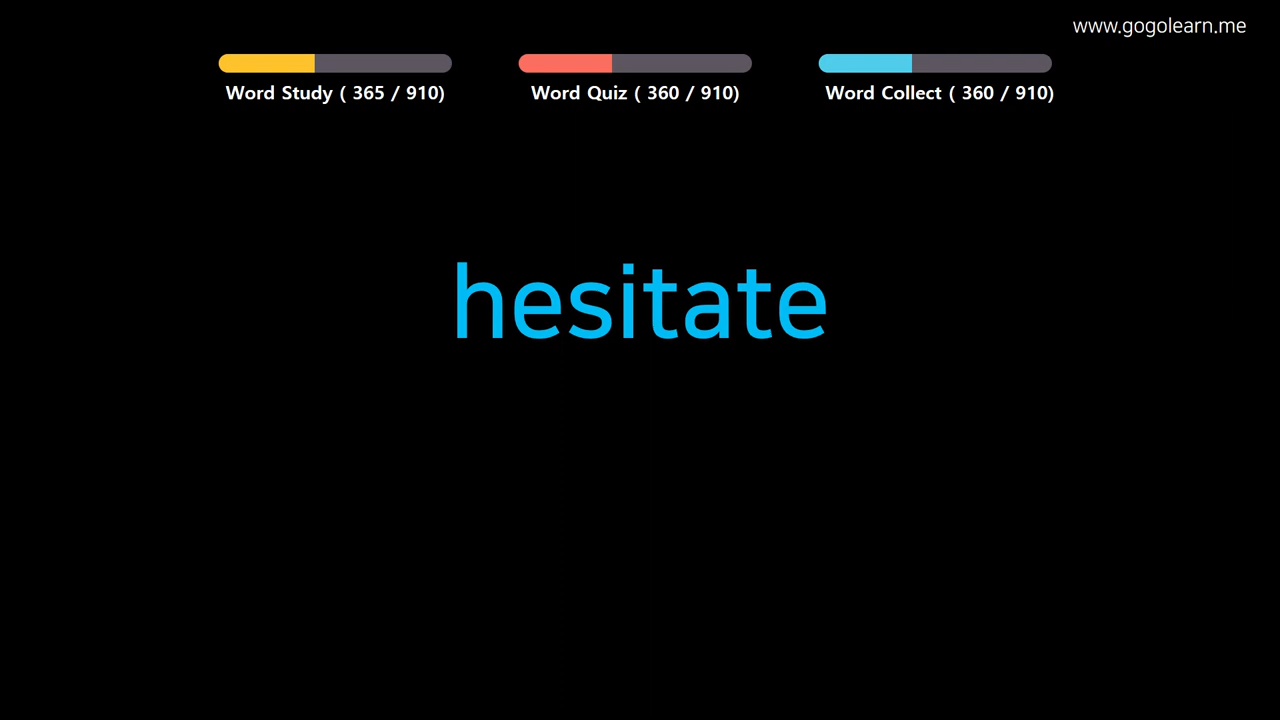 www.gogolearn.me
Word Study ( 365 / 910)
Word Quiz ( 360 / 910)
Word Collect ( 360 / 910)
hesitate